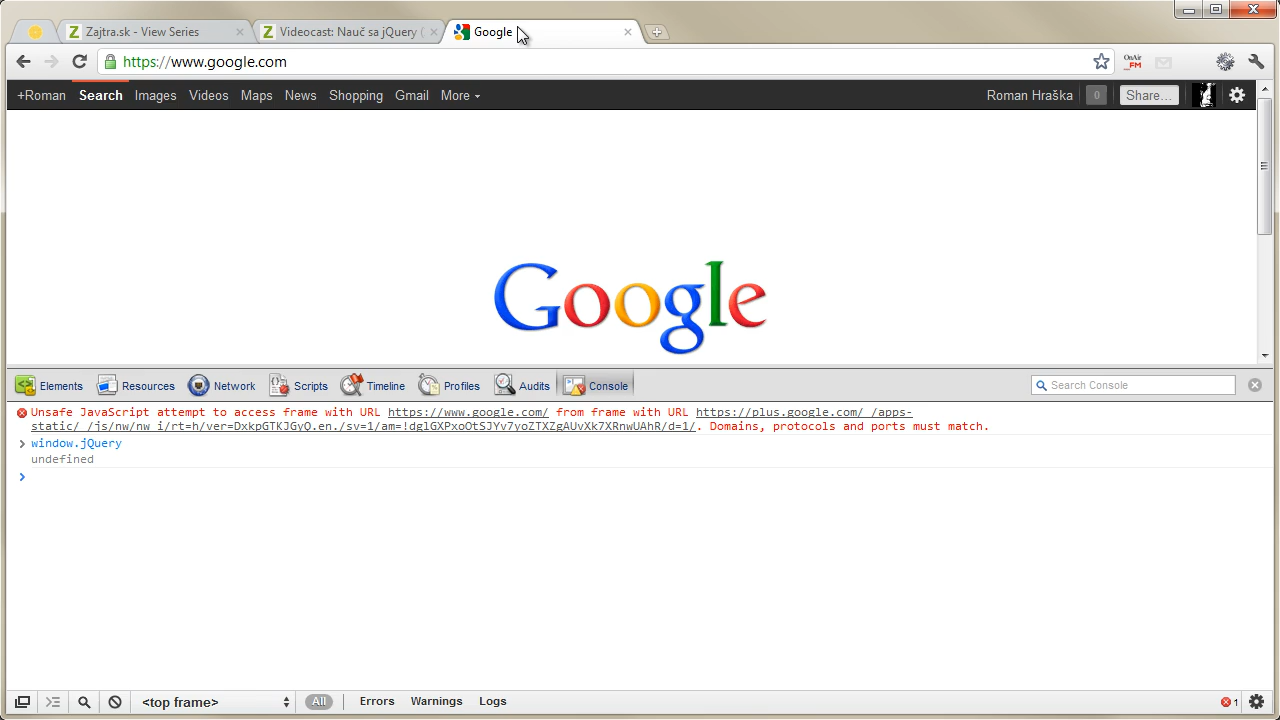 Zajtra.sk - View Series
Videocast: Nauč sa jQuery (
Google
https://www.google.com
OnAir
FM
+Roman Search Images Videos Maps News Shopping Gmail More
Roman Hraška 0 Share...
Google
Elements Resources Network Scripts Timeline Profiles Audits Console Search Console
Unsafe JavaScript attempt to access frame with URL https://www.google.com/ from frame with URL https://plus.google.com/_/apps-
static/_/js/nw/nw_i/rt=h/ver=DxkpGTKJGyQ.en./sv=1/am=!dglGXPxoOtSJYv7yoZTXZgAUvXk7XRnwUAhR/d=1/. Domains, protocols and ports must match.
> window.jQuery
undefined
>
<top frame> All Errors Warnings Logs 1